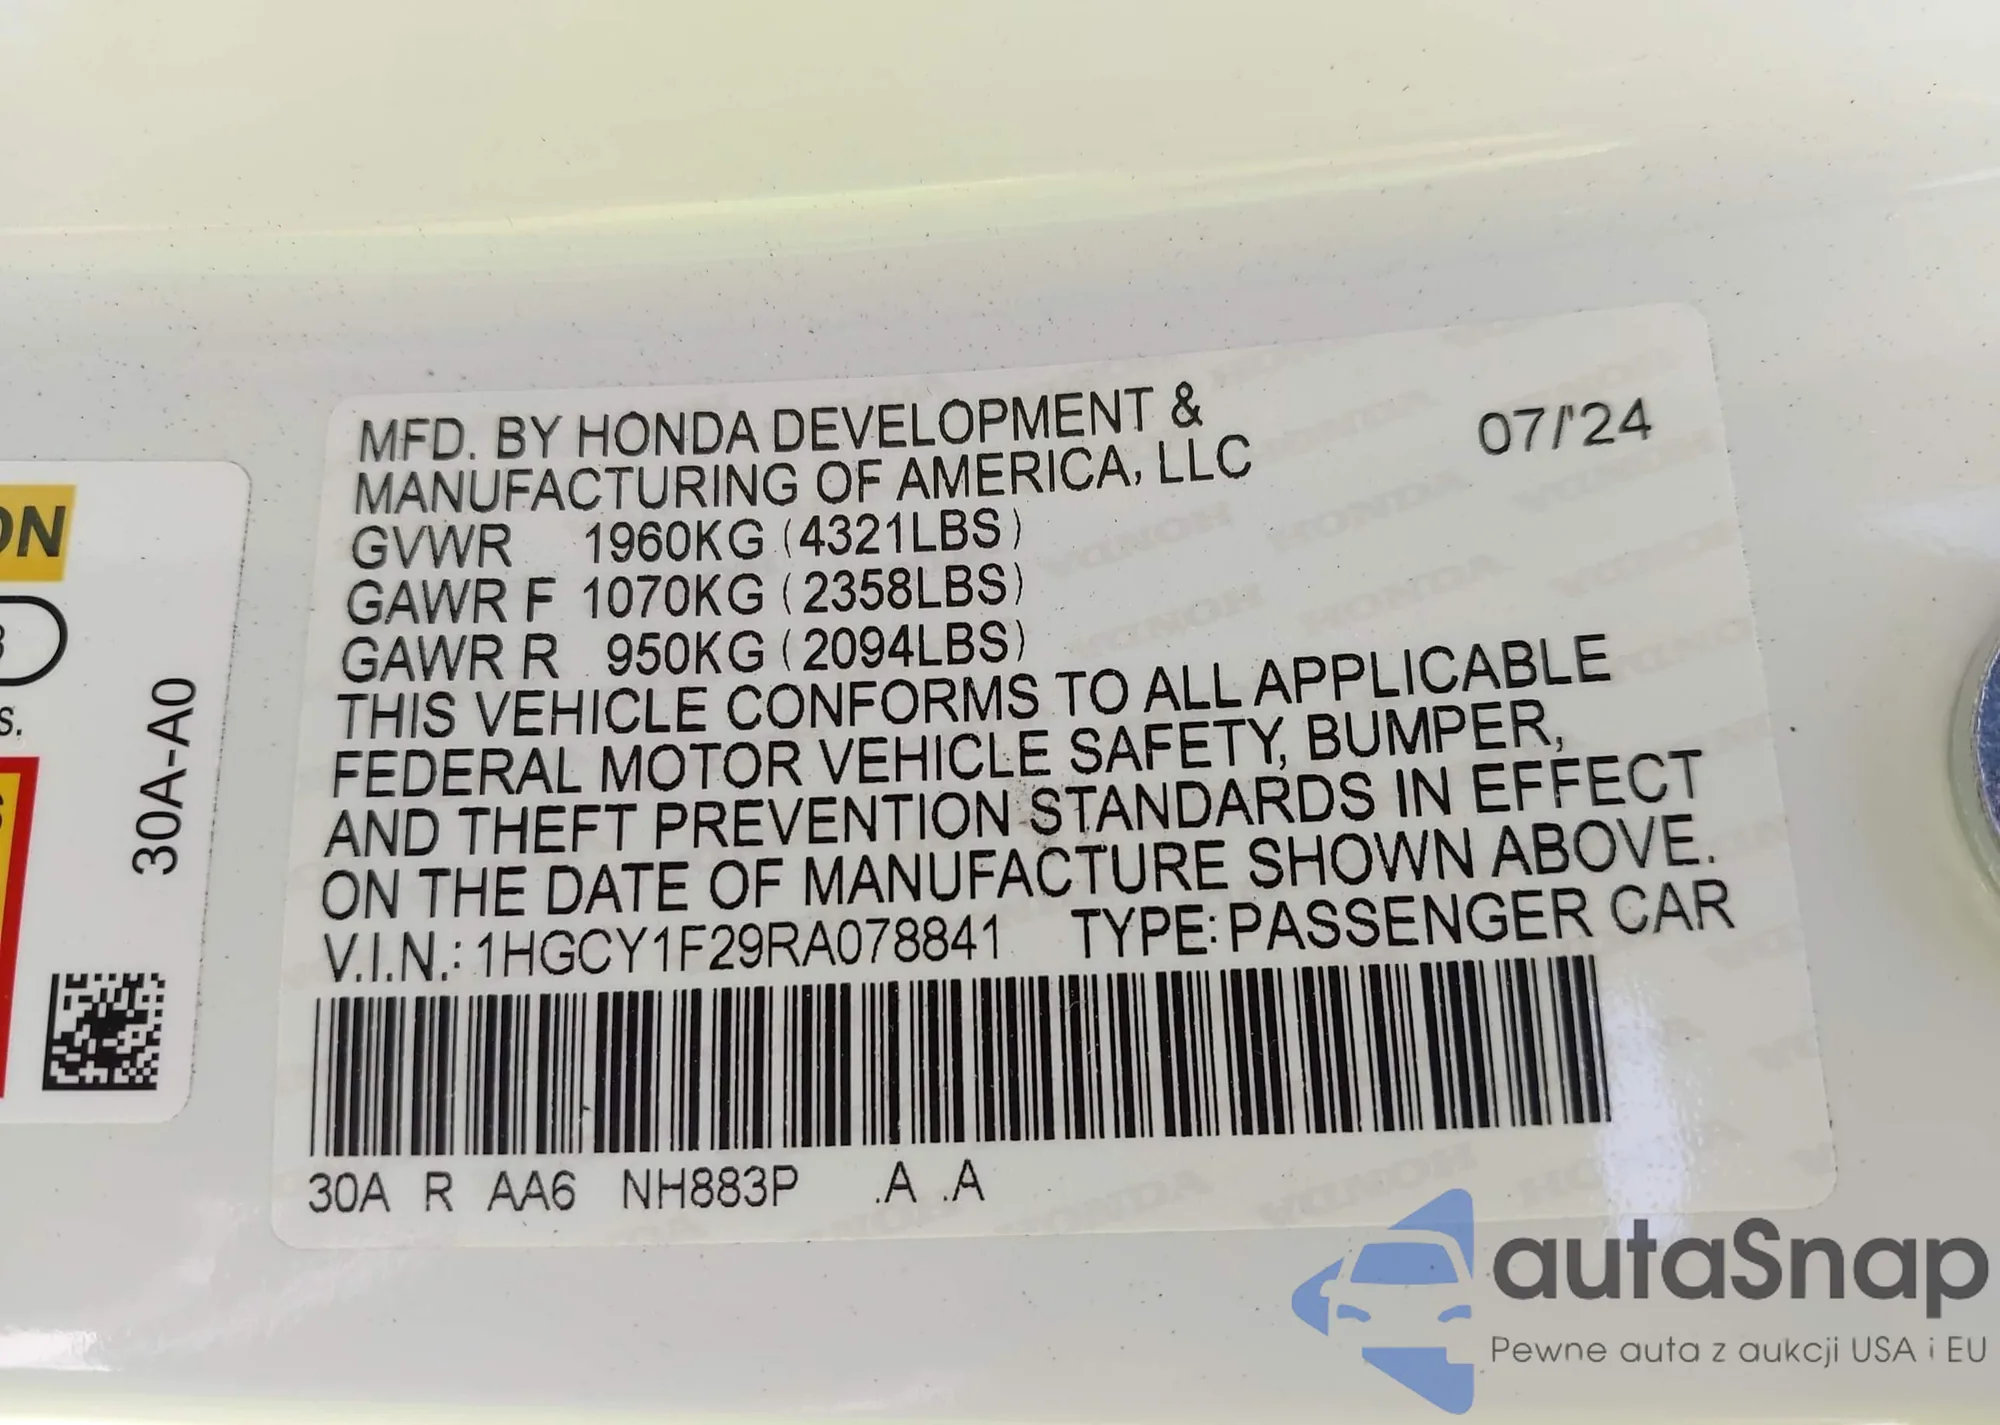 MFD. BY HONDA DEVELOPMENT &
MANUFACTURING OF AMERICA, LLC
07/'24
GVWR 1960KG (4321LBS)
GAWR F 1070KG (2358LBS)
GAWR R 950KG (2094LBS)
THIS VEHICLE CONFORMS TO ALL APPLICABLE
FEDERAL MOTOR VEHICLE SAFETY, BUMPER,
AND THEFT PREVENTION STANDARDS IN EFFECT
ON THE DATE OF MANUFACTURE SHOWN ABOVE.
V.I.N.: 1HGCY1F29RA078841 TYPE: PASSENGER CAR
30A R AA6 NH883P .A .A
30A-A0
autaSnap
Pewne auta z aukcji USA i EU